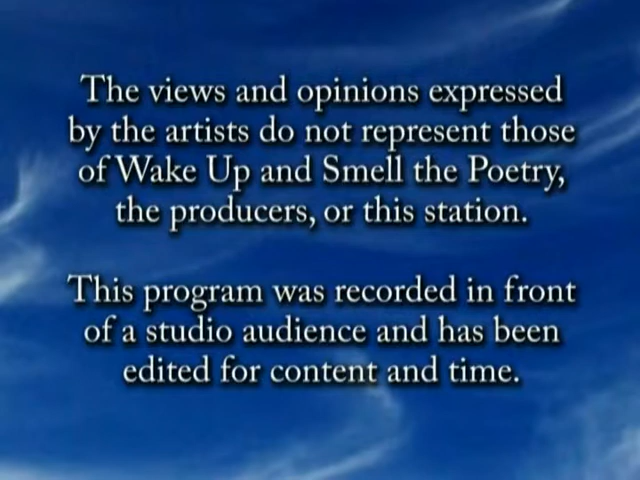 The views and opinions expressed
by the artists do not represent those
of Wake Up and Smell the Poetry,
the producers, or this station.
This program was recorded in front
of a studio audience and has been
edited for content and time.